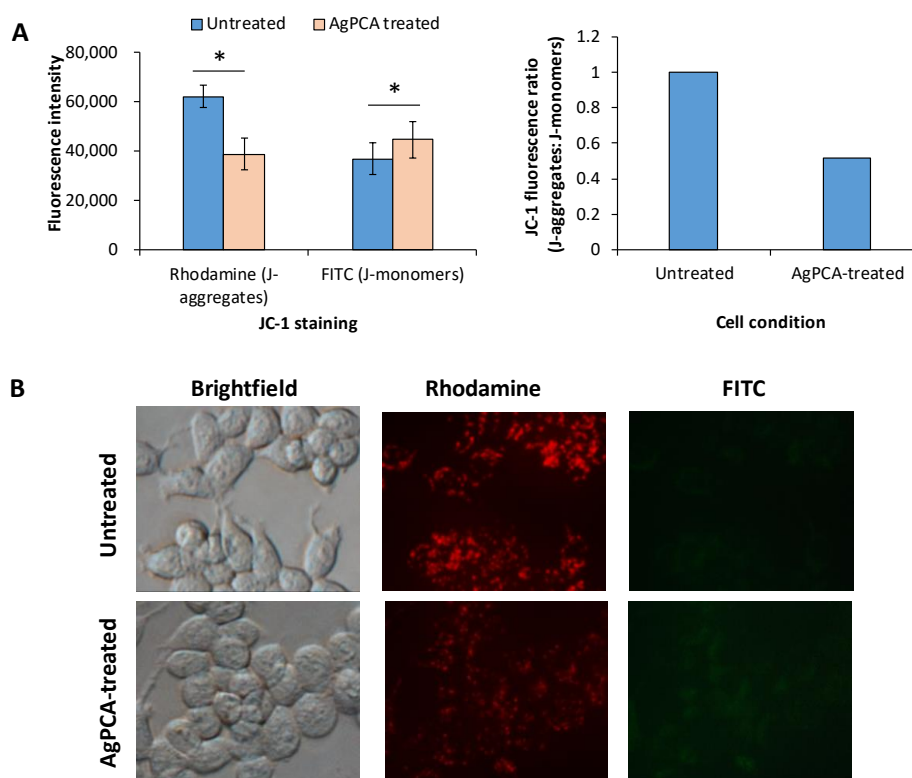 A
Untreated
AgPCA treated
Fluorescence intensity
80,000
60,000
40,000
20,000
0
*
*
Rhodamine (J-
aggregates)
FITC (J-monomers)
JC-1 staining
JC-1 fluorescence ratio
(J-aggregates: J-monomers)
1.2
1
0.8
0.6
0.4
0.2
0
Untreated
AgPCA-treated
Cell condition
B
Brightfield
Rhodamine
FITC
Untreated
AgPCA-treated